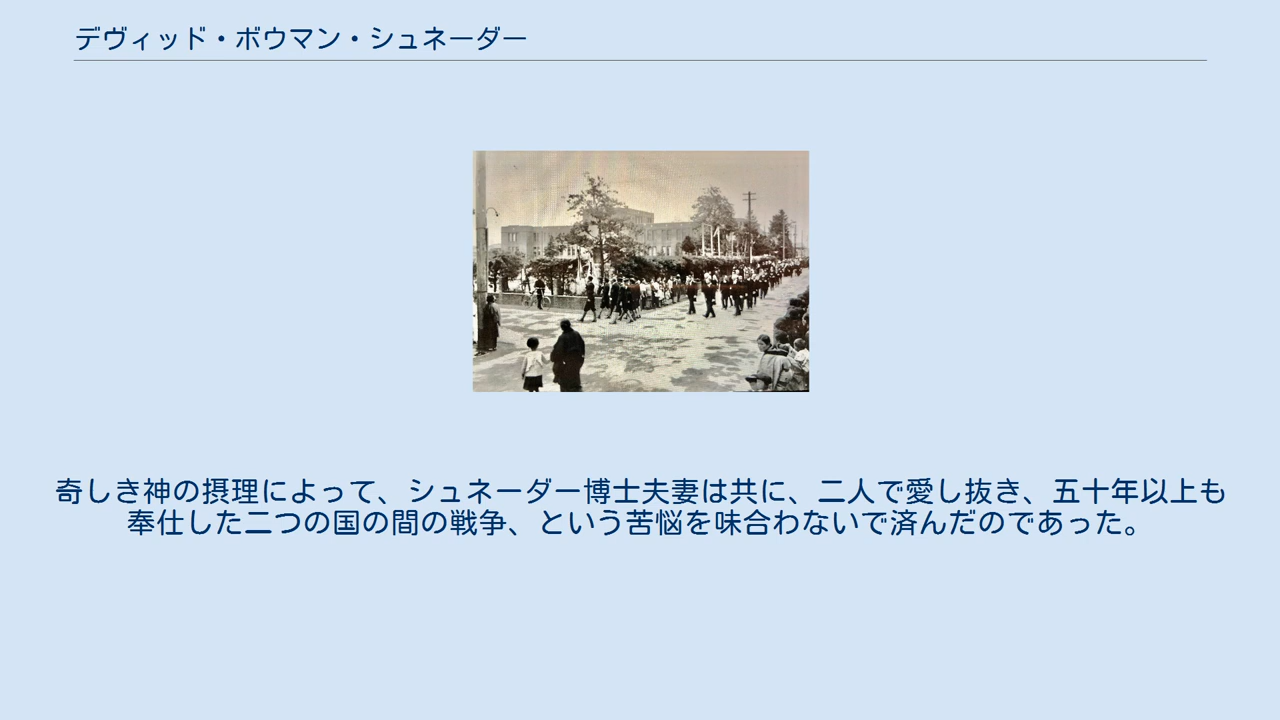 デヴィッド・ボウマン・シュネーダー
奇しき神の摂理によって、シュネーダー博士夫妻は共に、二人で愛し抜き、五十年以上も
奉仕した二つの国の間の戦争、という苦悩を味合わないで済んだのであった。